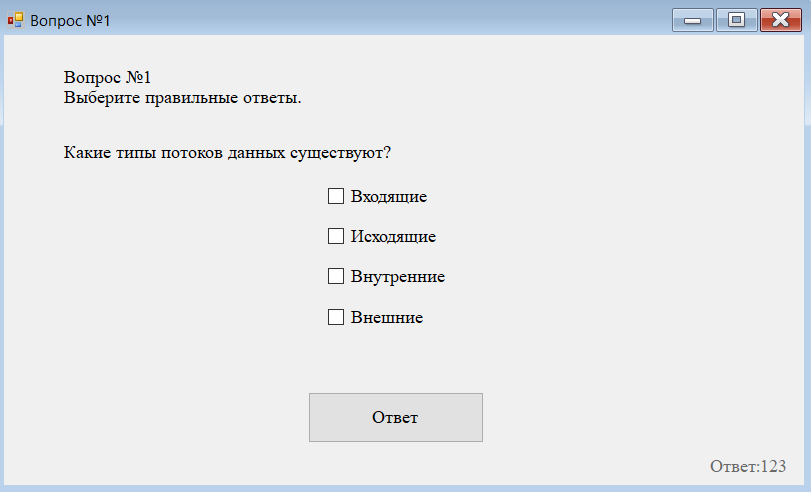 Вопрос №1
Вопрос №1
Выберите правильные ответы.
Какие типы потоков данных существуют?
Входящие
Исходящие
Внутренние
Внешние
Ответ
Ответ:123